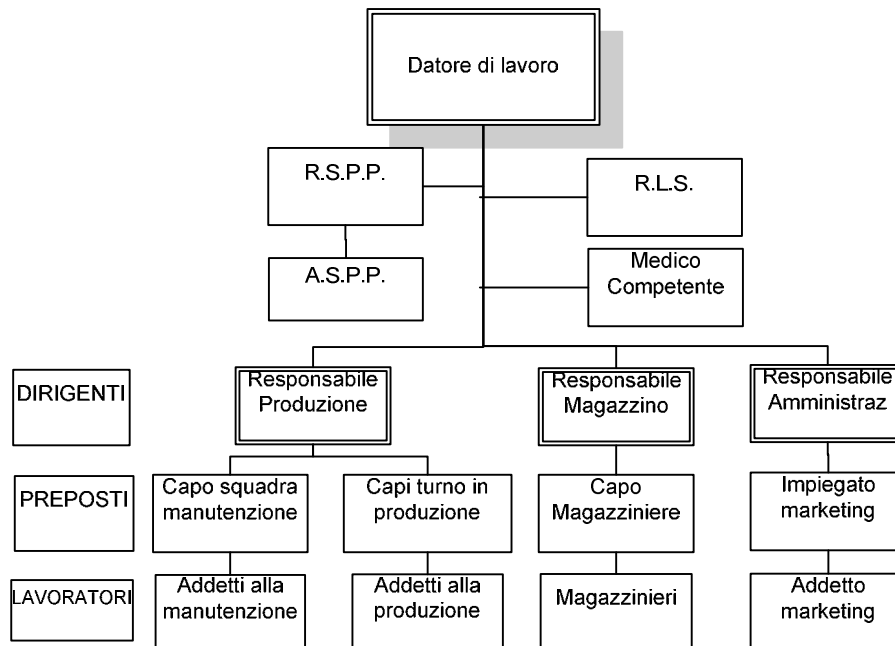 Datore di lavoro
R.S.P.P.
R.L.S.
A.S.P.P.
Medico
Competente
DIRIGENTI
Responsabile
Produzione
Responsabile
Magazzino
Responsabile
Amministraz
PREPOSTI
Capo squadra
manutenzione
Capi turno in
produzione
Capo
Magazziniere
Impiegato
marketing
LAVORATORI
Addetti alla
manutenzione
Addetti alla
produzione
Magazzinieri
Addetto
marketing